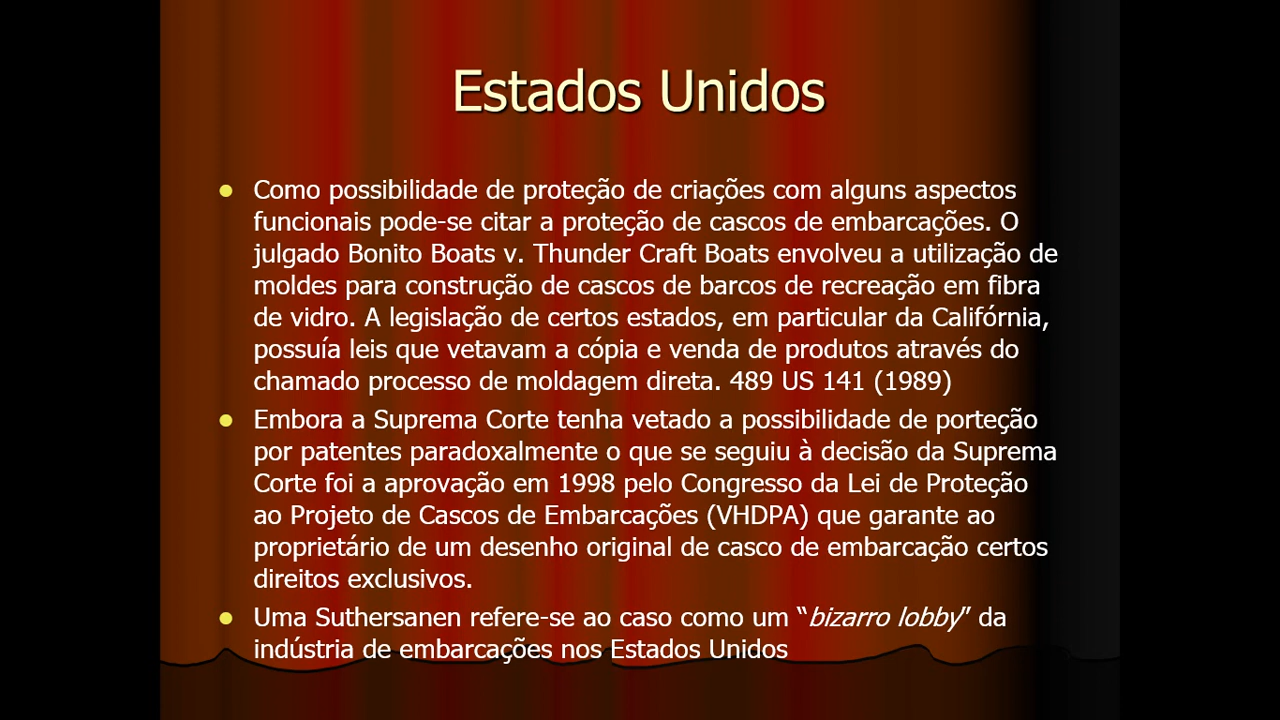 Estados Unidos
Como possibilidade de proteção de criações com alguns aspectos
funcionais pode-se citar a proteção de cascos de embarcações. O
julgado Bonito Boats v. Thunder Craft Boats envolveu a utilização de
moldes para construção de cascos de barcos de recreação em fibra
de vidro. A legislação de certos estados, em particular da Califórnia,
possuía leis que vetavam a cópia e venda de produtos através do
chamado processo de moldagem direta. 489 US 141 (1989)
Embora a Suprema Corte tenha vetado a possibilidade de porteção
por patentes paradoxalmente o que se seguiu à decisão da Suprema
Corte foi a aprovação em 1998 pelo Congresso da Lei de Proteção
ao Projeto de Cascos de Embarcações (VHDPA) que garante ao
proprietário de um desenho original de casco de embarcação certos
direitos exclusivos.
Uma Suthersanen refere-se ao caso como um “bizarro lobby” da
indústria de embarcações nos Estados Unidos